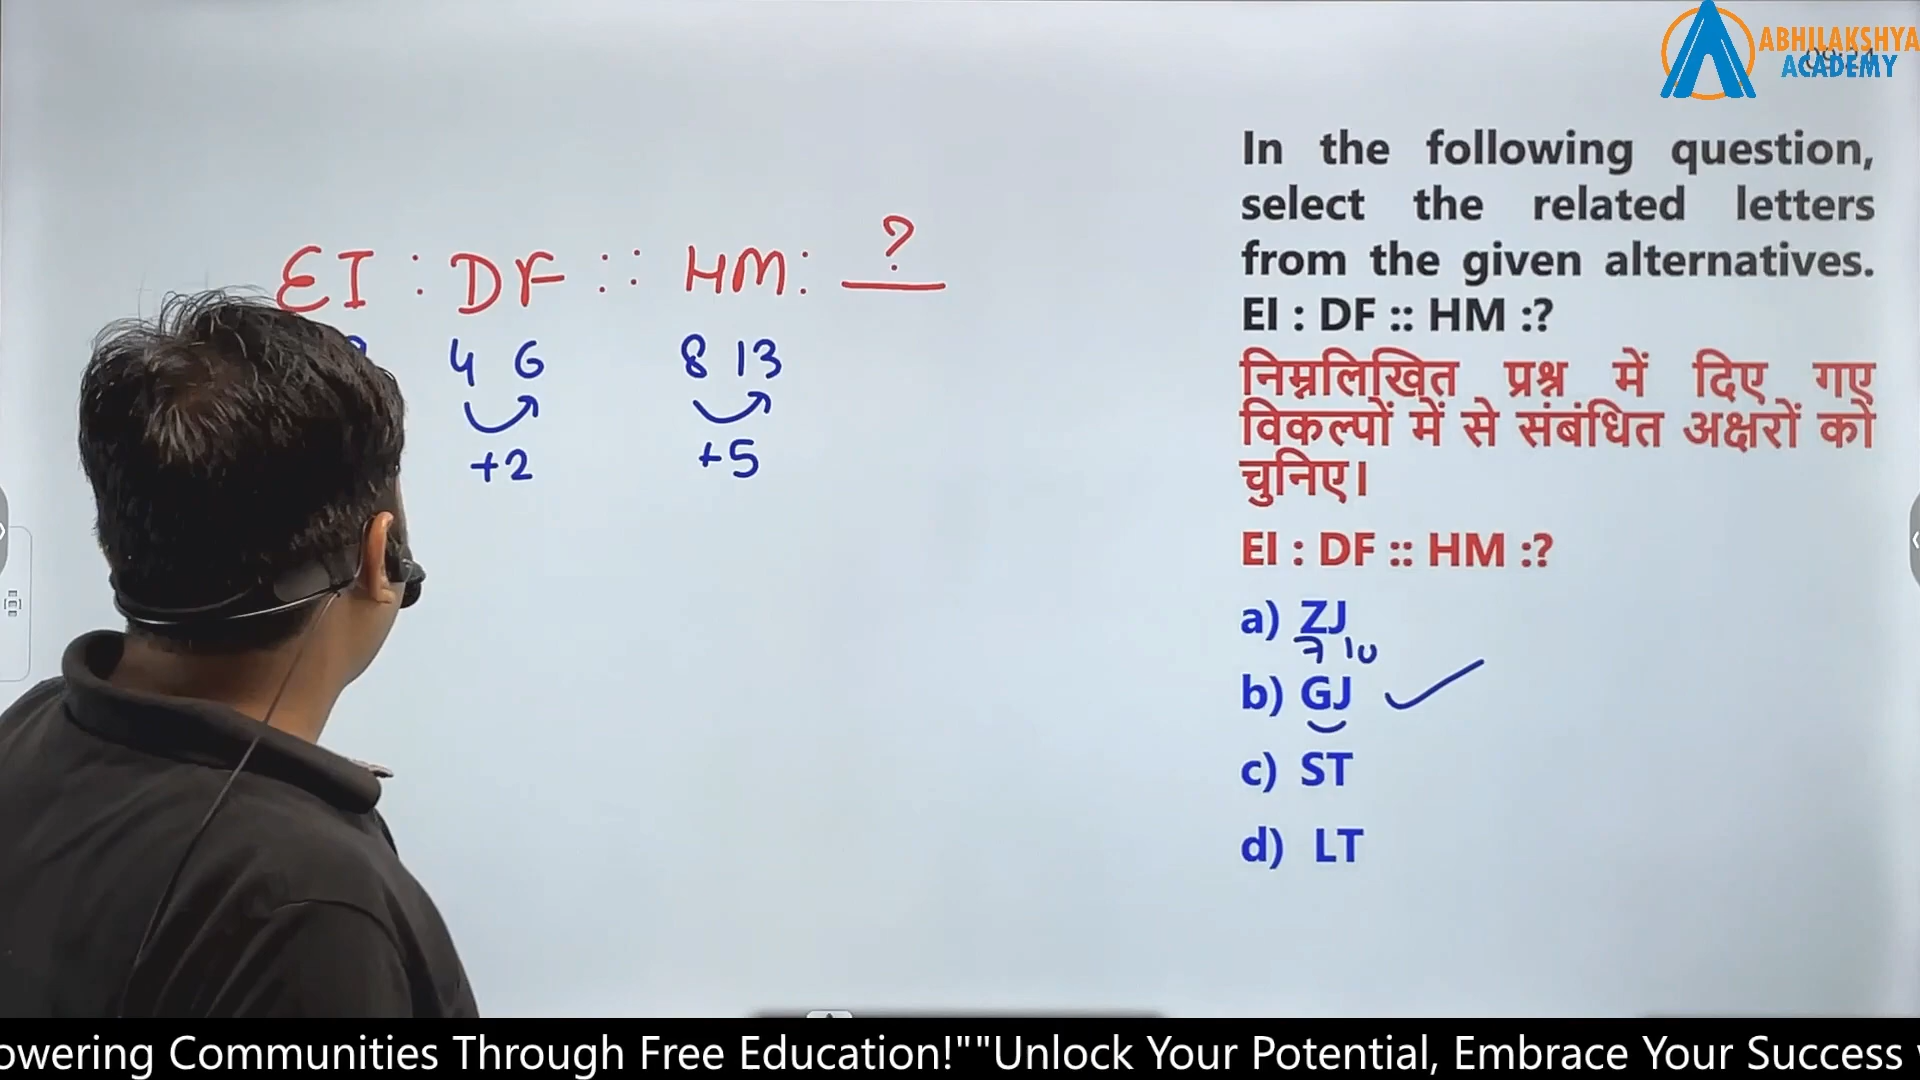 ABHILAKSHYA
ACADEMY
In the following question,
select the related letters
from the given alternatives.
EI : DF :: HM :?
निम्नलिखित प्रश्न में दिए गए
विकल्पों में से संबंधित अक्षरों को
चुनिए।
EI : DF :: HM :?
a) ZJ
7 10
b) GJ
c) ST
d) LT
EI : DF :: HM : ?
4 6 8 13
+2 +5
owering Communities Through Free Education!""Unlock Your Potential, Embrace Your Success